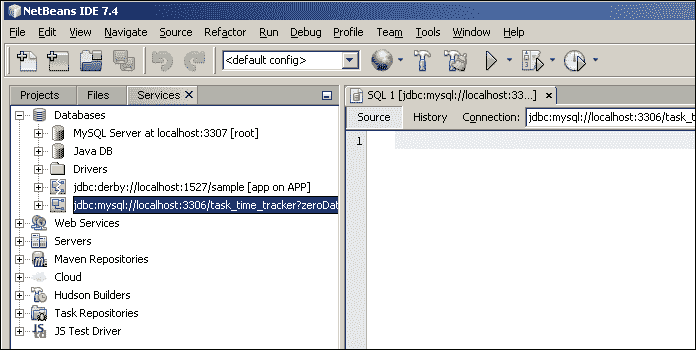 NetBeans IDE 7.4
File Edit View Navigate Source Refactor Run Debug Profile Team Tools Window Help
<default config>
Projects Files Services
SQL 1 [jdbc:mysql://localhost:33...]
Source History Connection: jdbc:mysql://localhost:3306/task_t
1
Databases
MySQL Server at localhost:3307 [root]
Java DB
Drivers
jdbc:derby://localhost:1527/sample [app on APP]
jdbc:mysql://localhost:3306/task_time_tracker?zeroDat
Web Services
Servers
Maven Repositories
Cloud
Hudson Builders
Task Repositories
JS Test Driver